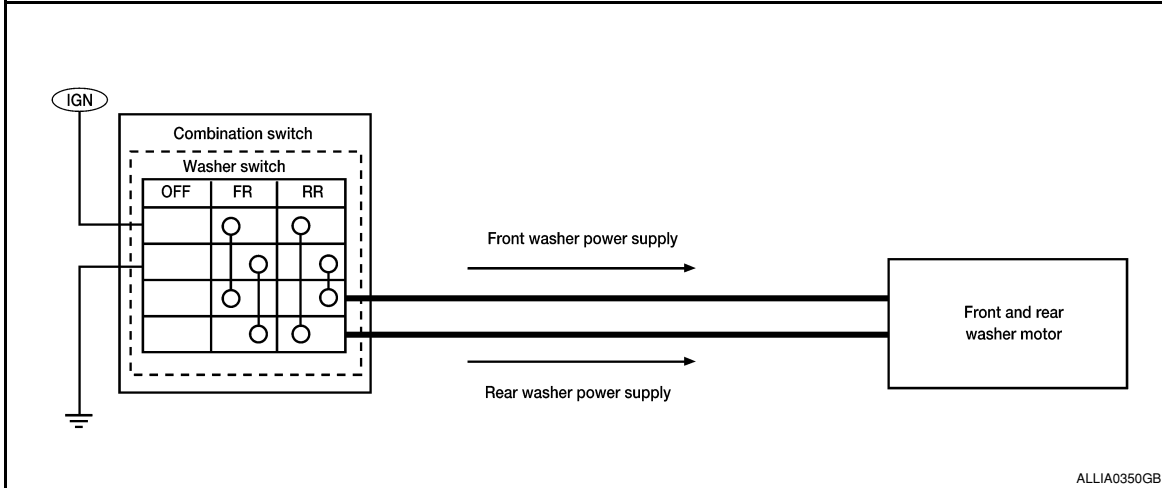 IGN
Combination switch
Washer switch
OFF FR RR
Front washer power supply
Front and rear
washer motor
Rear washer power supply
ALLIA0350GB